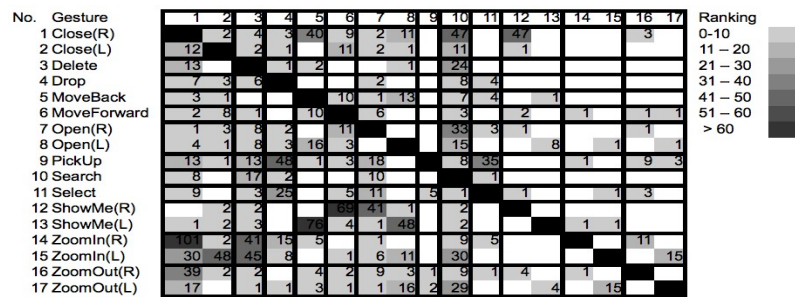 No. Gesture 1 2 3 4 5 6 7 8 9 10 11 12 13 14 15 16 17 Ranking
1 Close(R) 2 4 3 40 9 2 11 47 47 3 0-10
2 Close(L) 12 2 1 11 2 1 11 1 11 – 20
3 Delete 13 1 2 1 24 21 – 30
4 Drop 7 3 6 2 8 4 31 – 40
5 MoveBack 3 1 10 1 13 7 4 1 41 – 50
6 MoveForward 2 8 1 10 6 3 2 1 1 1 51 – 60
7 Open(R) 1 3 8 2 11 33 3 1 1 > 60
8 Open(L) 4 1 8 3 16 3 15 8 1 1
9 PickUp 13 1 13 48 1 3 18 8 35 1 9 3
10 Search 8 17 2 10 1
11 Select 9 3 25 5 11 5 1 1 1 3
12 ShowMe(R) 2 2 69 41 1 2
13 ShowMe(L) 1 2 3 76 4 1 48 2 1 1
14 ZoomIn(R) 101 2 41 15 5 1 9 5 11
15 ZoomIn(L) 30 48 45 8 1 6 11 30 15
16 ZoomOut(R) 39 2 2 4 2 9 3 1 9 1 4 1
17 ZoomOut(L) 17 1 1 3 1 1 16 2 29 4 15